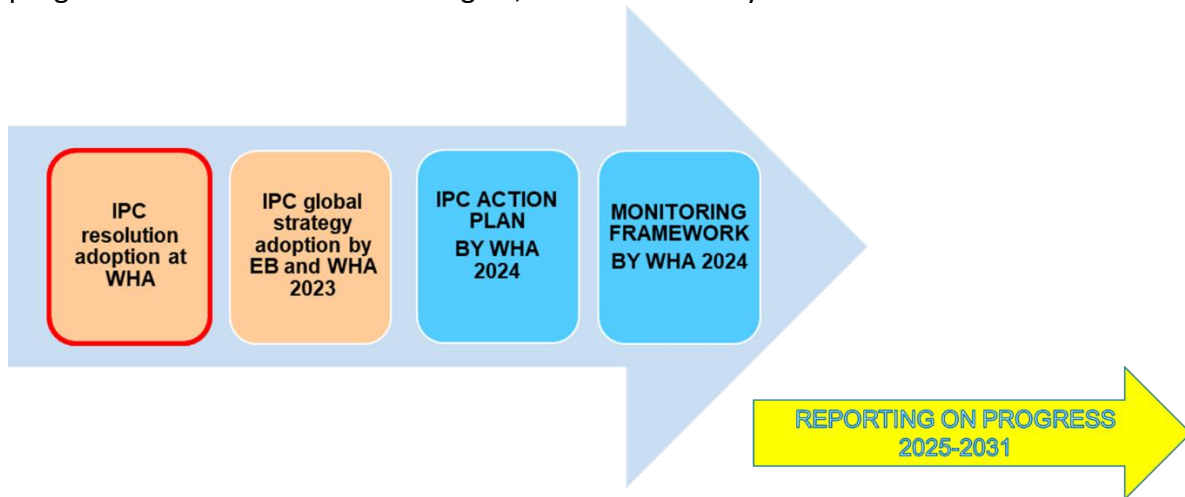 IPC
resolution
adoption at
WHA
IPC global
strategy
adoption by
EB and WHA
2023
IPC ACTION
PLAN
BY WHA
2024
MONITORING
FRAMEWORK
BY WHA 2024
REPORTING ON PROGRESS
2025-2031